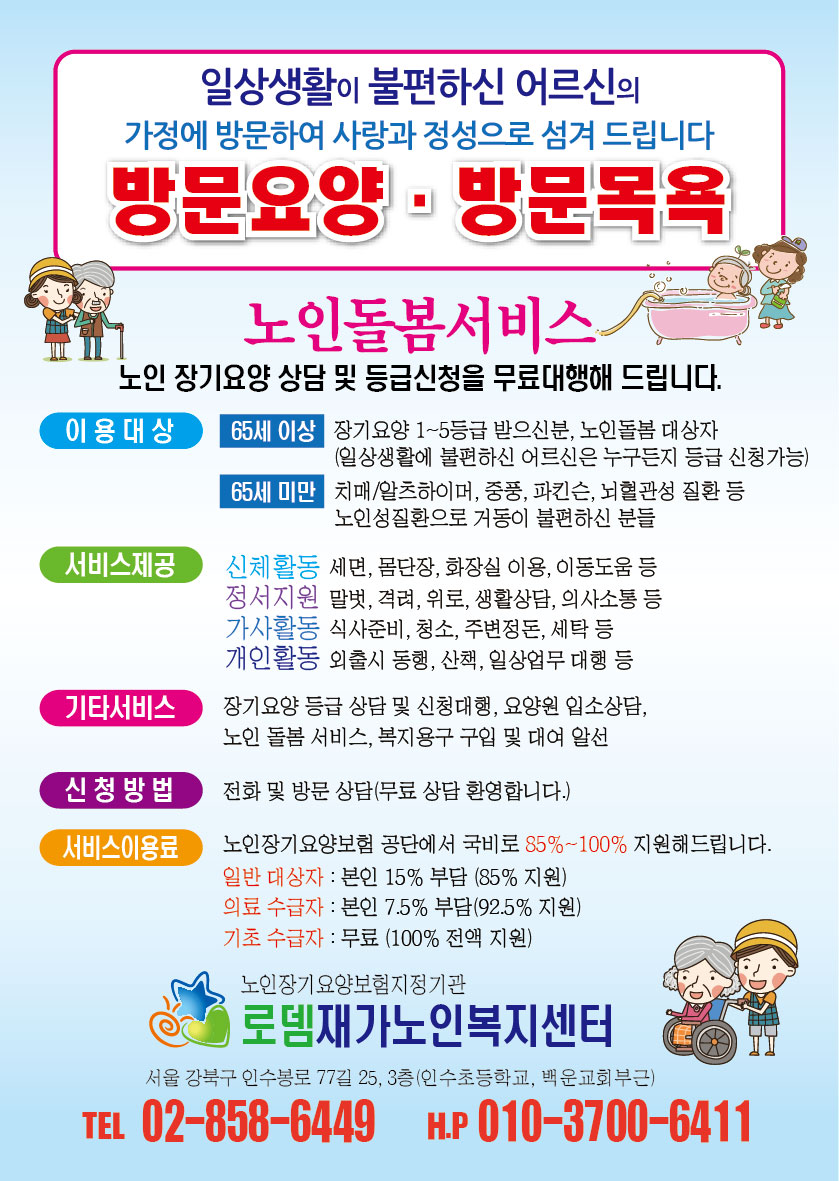 일상생활이 불편하신 어르신의
가정에 방문하여 사랑과 정성으로 섬겨 드립니다
방문요양 · 방문목욕
노인돌봄서비스
노인 장기요양 상담 및 등급신청을 무료대행해 드립니다.
이용대상 65세 이상 장기요양 1~5등급 받으신분, 노인돌봄 대상자
(일상생활에 불편하신 어르신은 누구든지 등급 신청가능)
65세 미만 치매/알츠하이머, 중풍, 파킨슨, 뇌혈관성 질환 등
노인성질환으로 거동이 불편하신 분들
서비스제공 신체활동 세면, 몸단장, 화장실 이용, 이동도움 등
정서지원 말벗, 격려, 위로, 생활상담, 의사소통 등
가사활동 식사준비, 청소, 주변정돈, 세탁 등
개인활동 외출시 동행, 산책, 일상업무 대행 등
기타서비스 장기요양 등급 상담 및 신청대행, 요양원 입소상담,
노인 돌봄 서비스, 복지용구 구입 및 대여 알선
신청방법 전화 및 방문 상담(무료 상담 환영합니다.)
서비스이용료 노인장기요양보험 공단에서 국비로 85%~100% 지원해드립니다.
일반 대상자 : 본인 15% 부담 (85% 지원)
의료 수급자 : 본인 7.5% 부담(92.5% 지원)
기초 수급자 : 무료 (100% 전액 지원)
노인장기요양보험지정기관
로뎀재가노인복지센터
서울 강북구 인수봉로 77길 25, 3층(인수초등학교, 백운교회부근)
TEL 02-858-6449 H.P 010-3700-6411